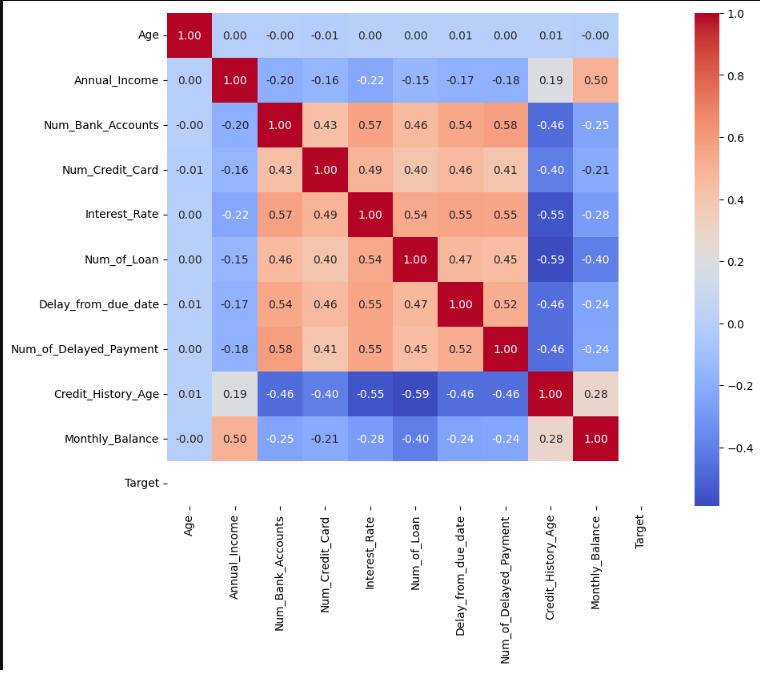 Age 1.00 0.00 -0.00 -0.01 0.00 0.00 0.01 0.00 0.01 -0.00
Annual_Income 0.00 1.00 -0.20 -0.16 -0.22 -0.15 -0.17 -0.18 0.19 0.50
Num_Bank_Accounts -0.00 -0.20 1.00 0.43 0.57 0.46 0.54 0.58 -0.46 -0.25
Num_Credit_Card -0.01 -0.16 0.43 1.00 0.49 0.40 0.46 0.41 -0.40 -0.21
Interest_Rate 0.00 -0.22 0.57 0.49 1.00 0.54 0.55 0.55 -0.55 -0.28
Num_of_Loan 0.00 -0.15 0.46 0.40 0.54 1.00 0.47 0.45 -0.59 -0.40
Delay_from_due_date 0.01 -0.17 0.54 0.46 0.55 0.47 1.00 0.52 -0.46 -0.24
Num_of_Delayed_Payment 0.00 -0.18 0.58 0.41 0.55 0.45 0.52 1.00 -0.46 -0.24
Credit_History_Age 0.01 0.19 -0.46 -0.40 -0.55 -0.59 -0.46 -0.46 1.00 0.28
Monthly_Balance -0.00 0.50 -0.25 -0.21 -0.28 -0.40 -0.24 -0.24 0.28 1.00
Target
Age
Annual_Income
Num_Bank_Accounts
Num_Credit_Card
Interest_Rate
Num_of_Loan
Delay_from_due_date
Num_of_Delayed_Payment
Credit_History_Age
Monthly_Balance
Target
1.0
0.8
0.6
0.4
0.2
0.0
−0.2
−0.4